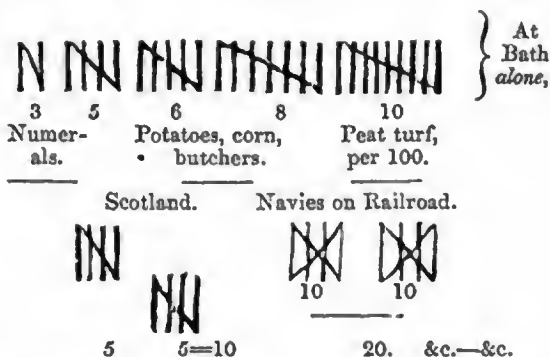 At
Bath
alone,
3 5 6 8 10
Numer- Potatoes, corn, Peat turf,
als. butchers. per 100.
Scotland. Navies on Railroad.
10 10
5 5=10 20. &c.—&c.